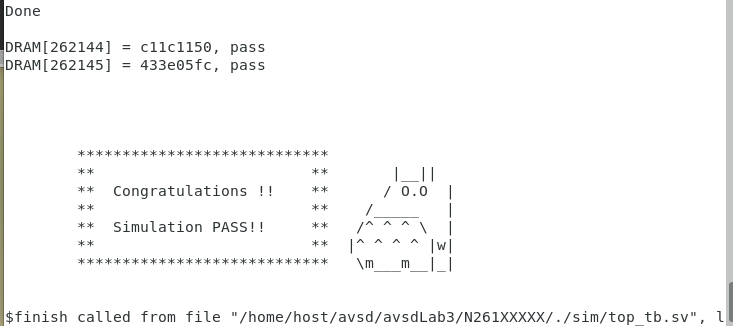 Done
DRAM[262144] = c11c1150, pass
DRAM[262145] = 433e05fc, pass
****************************
**                        **       |__||
**  Congratulations !!    **      / O.O  |
**                        **    /_____   |
**  Simulation PASS!!     **   /^ ^ ^ \  |
**                        **  |^ ^ ^ ^ |w|
****************************   \m___m__|_|
$finish called from file "/home/host/avsd/avsdLab3/N261XXXXX/./sim/top_tb.sv", l